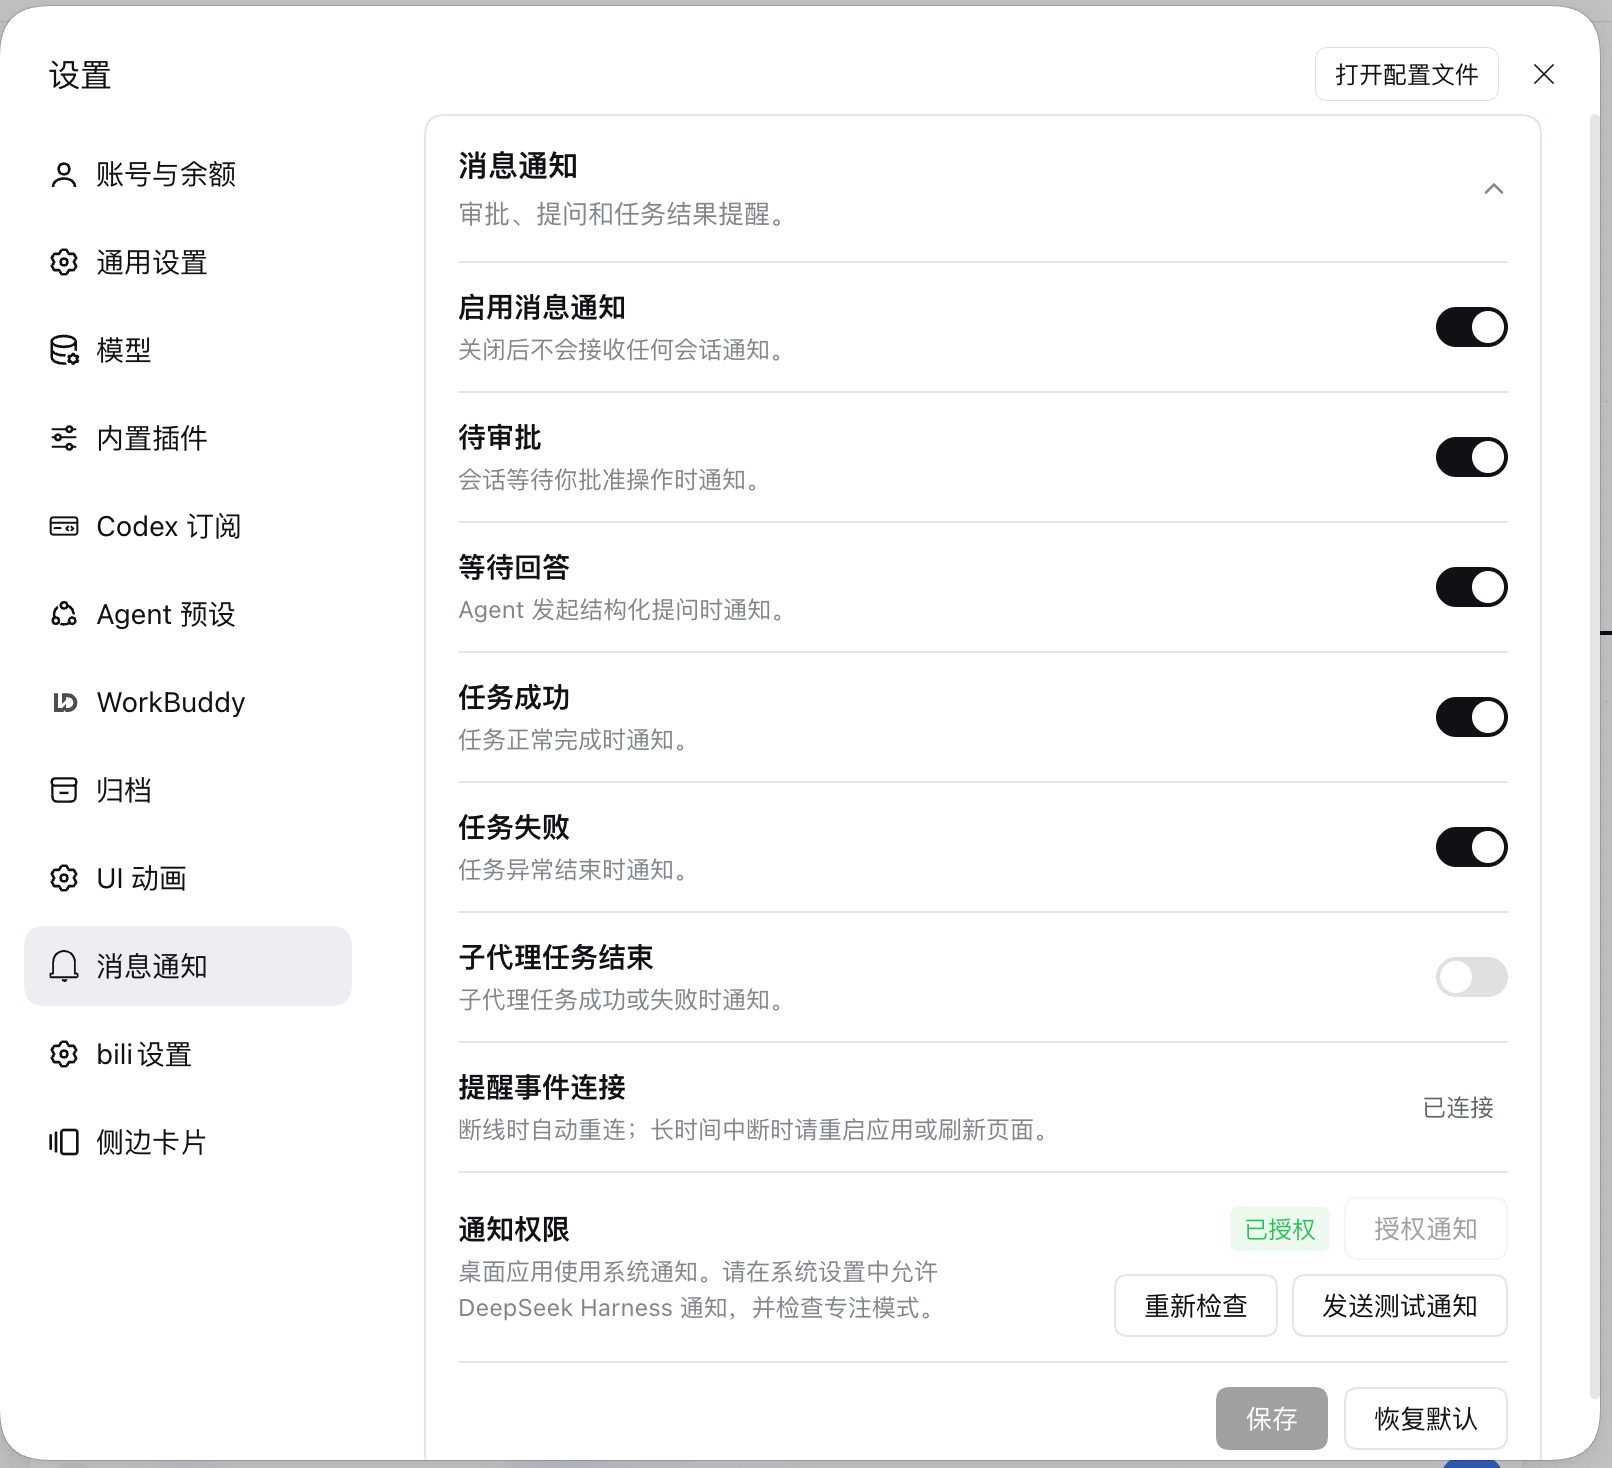 设置
打开配置文件
账号与余额
通用设置
模型
内置插件
Codex 订阅
Agent 预设
WorkBuddy
归档
UI 动画
消息通知
bili 设置
侧边卡片
消息通知
审批、提问和任务结果提醒。
启用消息通知
关闭后不会接收任何会话通知。
待审批
会话等待你批准操作时通知。
等待回答
Agent 发起结构化提问时通知。
任务成功
任务正常完成时通知。
任务失败
任务异常结束时通知。
子代理任务结束
子代理任务成功或失败时通知。
提醒事件连接
断线时自动重连；长时间中断时请重启应用或刷新页面。
已连接
通知权限
桌面应用使用系统通知。请在系统设置中允许
DeepSeek Harness 通知，并检查专注模式。
已授权
授权通知
重新检查
发送测试通知
保存
恢复默认